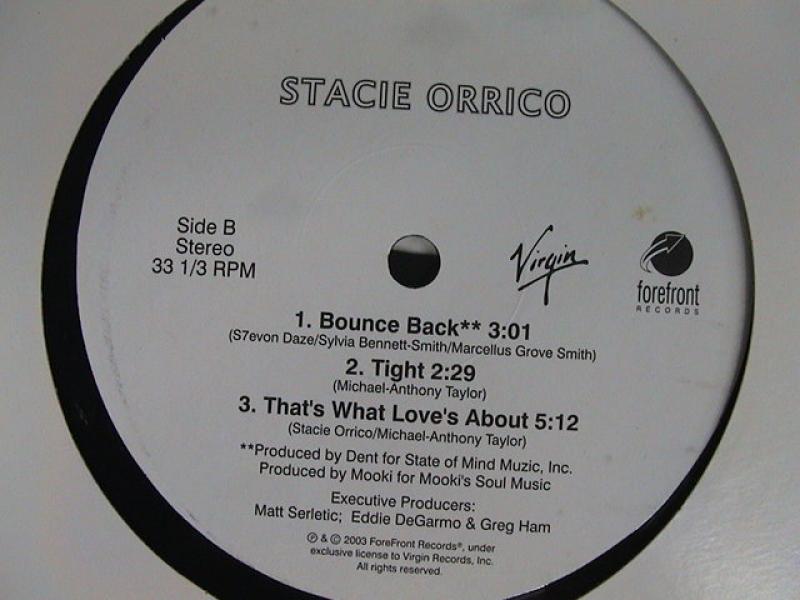 STACIE ORRICO
Side B
Stereo
33 1/3 RPM
Virgin
forefront
RECORDS
1. Bounce Back** 3:01
(S7evon Daze/Sylvia Bennett-Smith/Marcellus Grove Smith)
2. Tight 2:29
(Michael-Anthony Taylor)
3. That's What Love's About 5:12
(Stacie Orrico/Michael-Anthony Taylor)
**Produced by Dent for State of Mind Muzic, Inc.
Produced by Mooki for Mooki's Soul Music
Executive Producers:
Matt Serletic; Eddie DeGarmo & Greg Ham
℗ & © 2003 ForeFront Records®, under
exclusive license to Virgin Records, Inc.
All rights reserved.